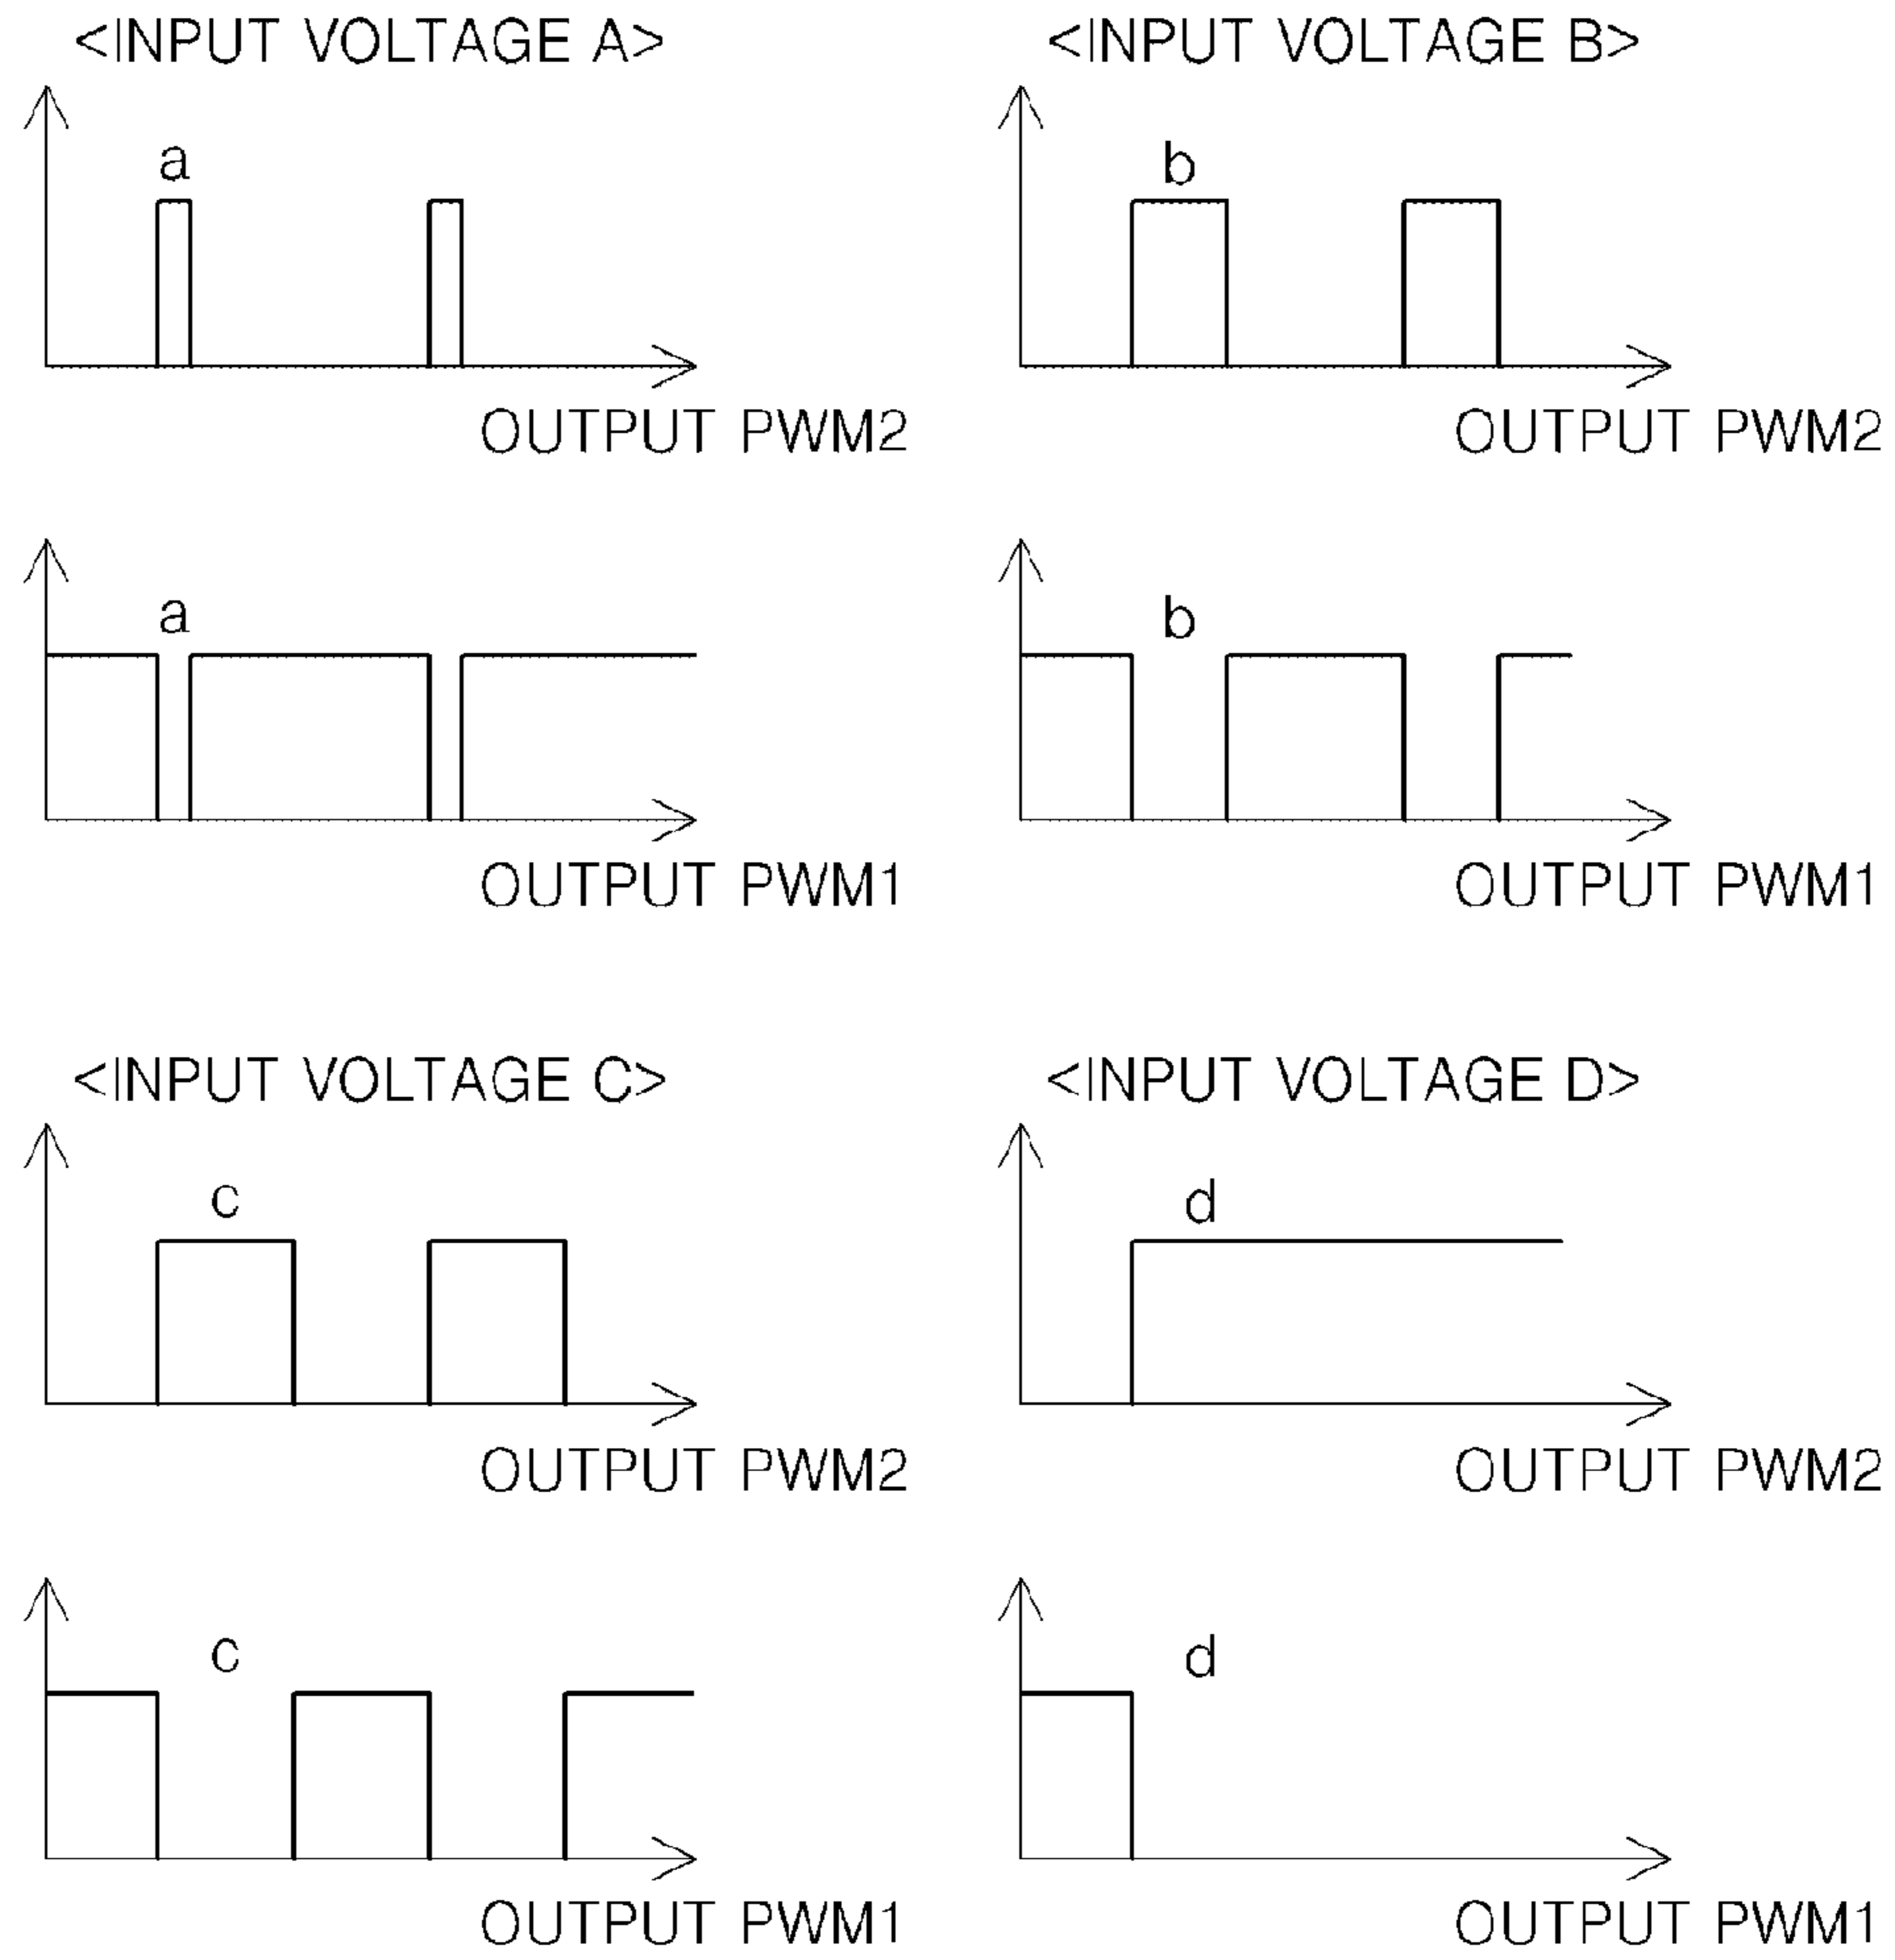 <INPUT VOLTAGE A>
a
OUTPUT PWM2
a
OUTPUT PWM1
<INPUT VOLTAGE B>
b
OUTPUT PWM2
b
OUTPUT PWM1
<INPUT VOLTAGE C>
c
OUTPUT PWM2
c
OUTPUT PWM1
<INPUT VOLTAGE D>
d
OUTPUT PWM2
d
OUTPUT PWM1